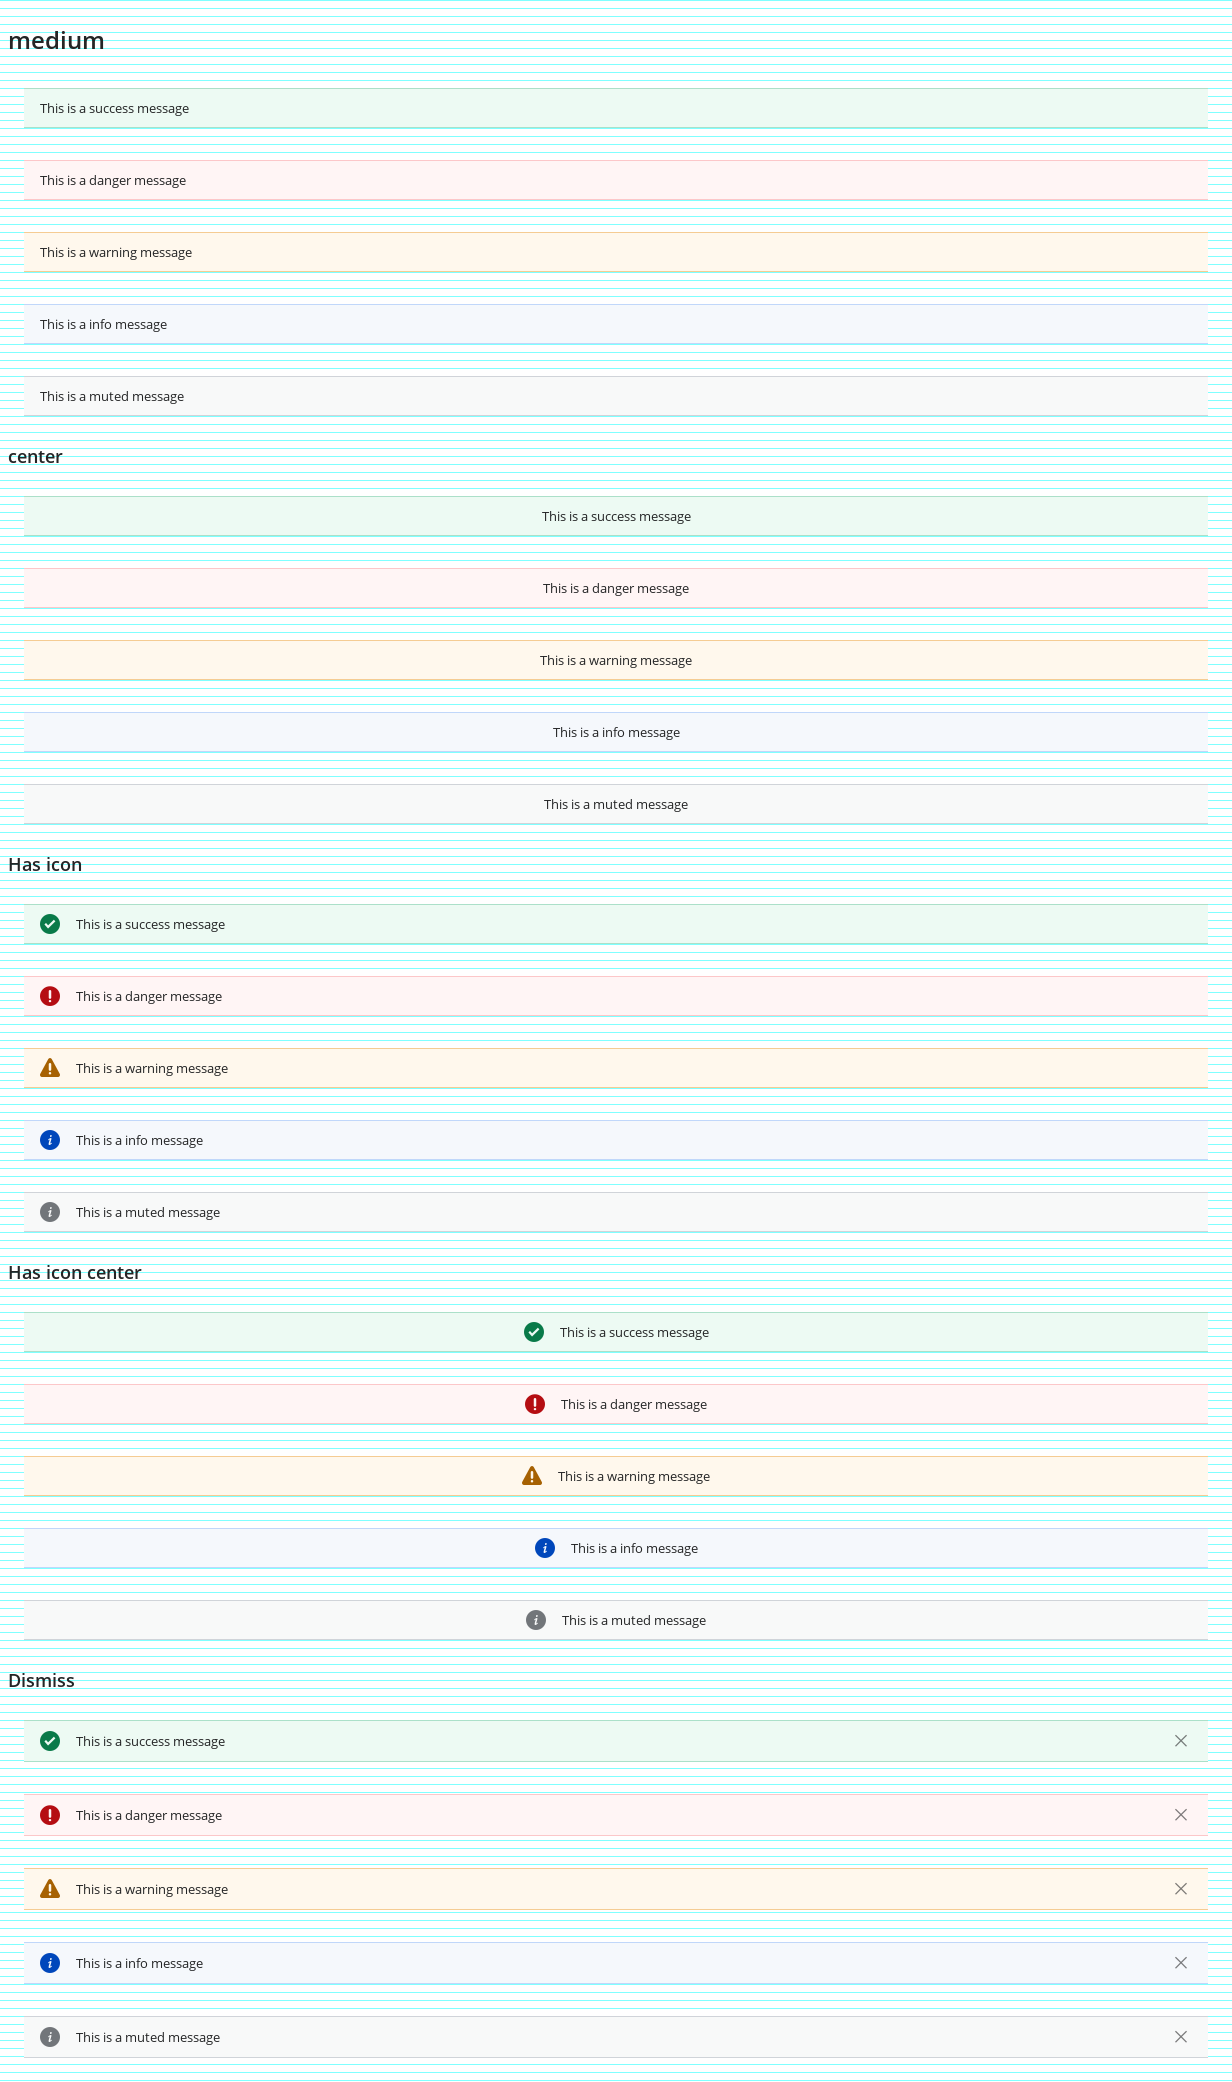 medium
This is a success message
This is a danger message
This is a warning message
This is a info message
This is a muted message
center
This is a success message
This is a danger message
This is a warning message
This is a info message
This is a muted message
Has icon
This is a success message
This is a danger message
This is a warning message
This is a info message
This is a muted message
Has icon center
This is a success message
This is a danger message
This is a warning message
This is a info message
This is a muted message
Dismiss
This is a success message
This is a danger message
This is a warning message
This is a info message
This is a muted message